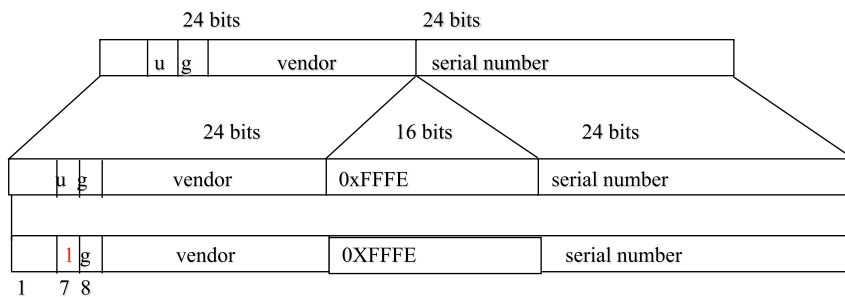 24 bits 24 bits
u g vendor serial number
24 bits 16 bits 24 bits
u g vendor 0xFFFE serial number
1 g vendor 0XFFFE serial number
1 7 8